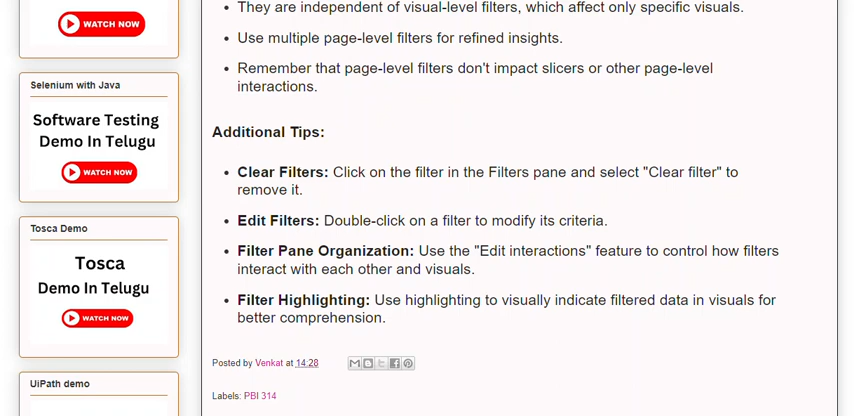 WATCH NOW
Selenium with Java
Software Testing
Demo In Telugu
WATCH NOW
Tosca Demo
Tosca
Demo In Telugu
WATCH NOW
UiPath demo
• They are independent of visual-level filters, which affect only specific visuals.
• Use multiple page-level filters for refined insights.
• Remember that page-level filters don't impact slicers or other page-level
interactions.
Additional Tips:
• Clear Filters: Click on the filter in the Filters pane and select "Clear filter" to
remove it.
• Edit Filters: Double-click on a filter to modify its criteria.
• Filter Pane Organization: Use the "Edit interactions" feature to control how filters
interact with each other and visuals.
• Filter Highlighting: Use highlighting to visually indicate filtered data in visuals for
better comprehension.
Posted by Venkat at 14:28
Labels: PBI 314